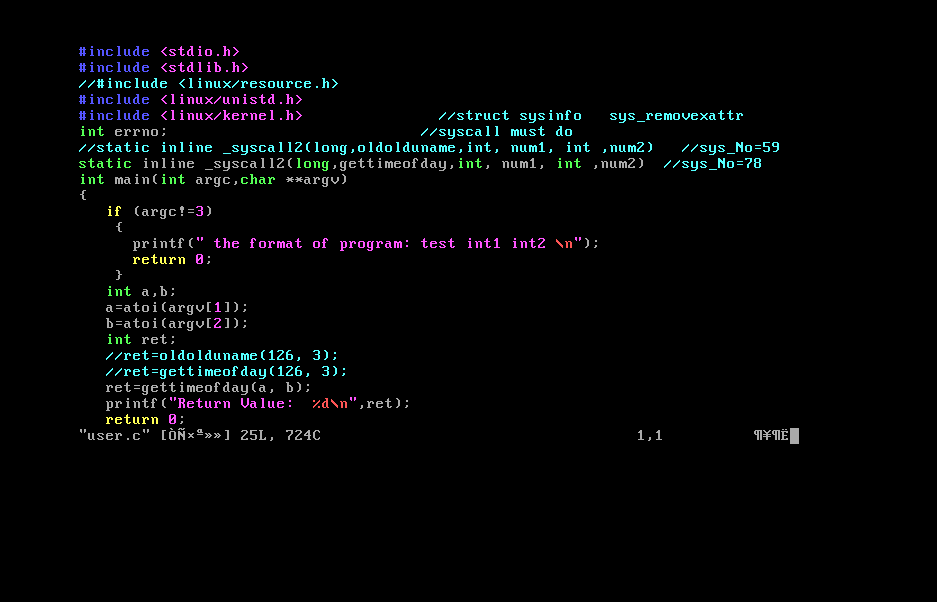 #include <stdio.h>
#include <stdlib.h>
//#include <linux/resource.h>
#include <linux/unistd.h>
#include <linux/kernel.h>               //struct sysinfo   sys_removexattr
int errno;                            //syscall must do
//static inline _syscall2(long,oldolduname,int, num1, int ,num2)   //sys_No=59
static inline _syscall2(long,gettimeofday,int, num1, int ,num2)  //sys_No=78
int main(int argc,char **argv)
{
   if (argc!=3)
    {
      printf(" the format of program: test int1 int2 \n");
      return 0;
    }
   int a,b;
   a=atoi(argv[1]);
   b=atoi(argv[2]);
   int ret;
   //ret=oldolduname(126, 3);
   //ret=gettimeofday(126, 3);
   ret=gettimeofday(a, b);
   printf("Return Value:  %d\n",ret);
   return 0;
"user.c" [ÒÑ×ª»»] 25L, 724C                                   1,1           ¶¥¶Ë